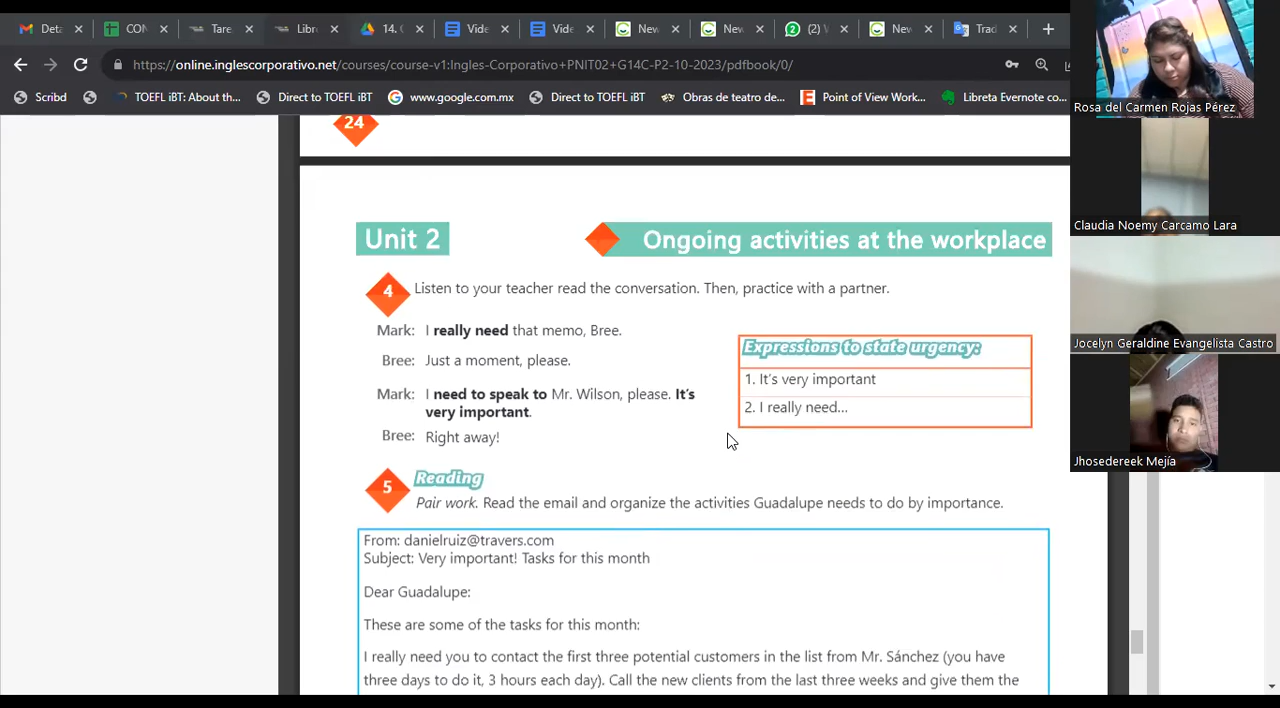 Deta
CON
Tare
Libro
14. C
Vide
Vide
New
New
(2) W
New
Trad
https://online.inglescorporativo.net/courses/course-v1:Ingles-Corporativo+PNIT02+G14C-P2-10-2023/pdfbook/0/
Scribd
TOEFL iBT: About th...
Direct to TOEFL iBT
www.google.com.mx
Direct to TOEFL iBT
Obras de teatro de...
Point of View Work...
Libreta Evernote co...
24
Unit 2
Ongoing activities at the workplace
4 Listen to your teacher read the conversation. Then, practice with a partner.
Mark: I really need that memo, Bree.
Bree: Just a moment, please.
Mark: I need to speak to Mr. Wilson, please. It's
very important.
Bree: Right away!
Expressions to state urgency:
1. It's very important
2. I really need...
5 Reading
Pair work. Read the email and organize the activities Guadalupe needs to do by importance.
From: danielruiz@travers.com
Subject: Very important! Tasks for this month
Dear Guadalupe:
These are some of the tasks for this month:
I really need you to contact the first three potential customers in the list from Mr. Sánchez (you have
three days to do it, 3 hours each day). Call the new clients from the last three weeks and give them the
Rosa del Carmen Rojas Pérez
Claudia Noemy Carcamo Lara
Jocelyn Geraldine Evangelista Castro
Jhosedereek Mejía